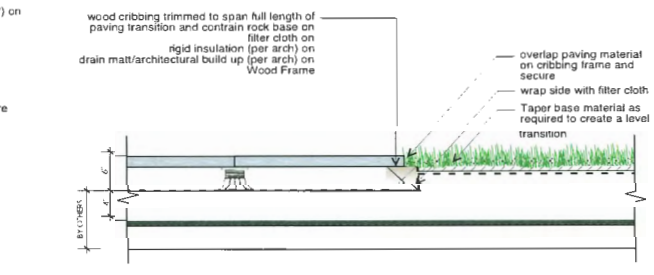 ") on
wood cribbing trimmed to span full length of
paving transition and contrain rock base on
filter cloth on
rigid insulation (per arch) on
drain matt/architectural build up (per arch) on
Wood Frame
re
overlap paving material
on cribbing frame and
secure
wrap side with filter cloth
Taper base material as
required to create a level
transition
6"
BY OTHERS